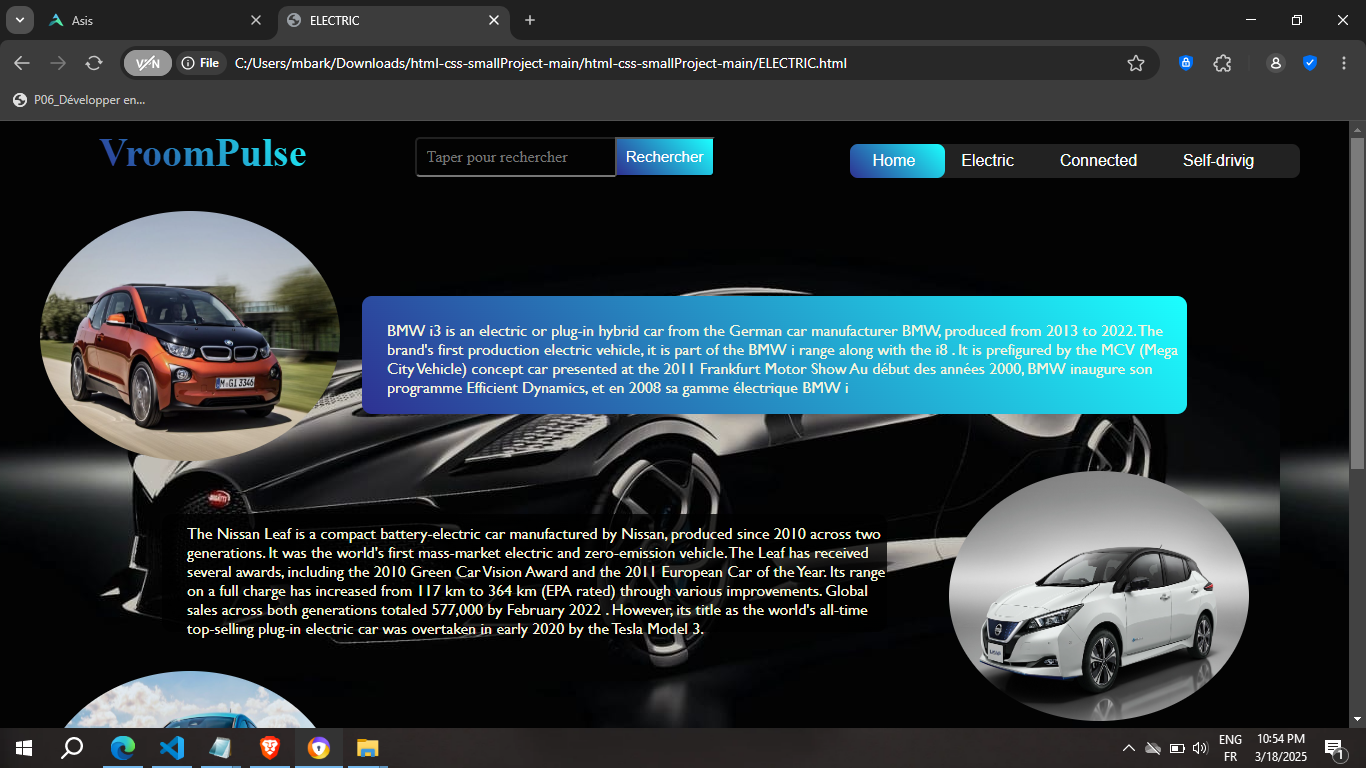 Asis
ELECTRIC
VPN
File
C:/Users/mbark/Downloads/html-css-smallProject-main/html-css-smallProject-main/ELECTRIC.html
P06_Développer en...
VroomPulse
Taper pour rechercher
Rechercher
Home
Electric
Connected
Self-drivig
M·GI 3346
BMW i3 is an electric or plug-in hybrid car from the German car manufacturer BMW, produced from 2013 to 2022. The
brand's first production electric vehicle, it is part of the BMW i range along with the i8 . It is prefigured by the MCV (Mega
City Vehicle) concept car presented at the 2011 Frankfurt Motor Show Au début des années 2000, BMW inaugure son
programme Efficient Dynamics, et en 2008 sa gamme électrique BMW i
The Nissan Leaf is a compact battery-electric car manufactured by Nissan, produced since 2010 across two
generations. It was the world's first mass-market electric and zero-emission vehicle. The Leaf has received
several awards, including the 2010 Green Car Vision Award and the 2011 European Car of the Year. Its range
on a full charge has increased from 117 km to 364 km (EPA rated) through various improvements. Global
sales across both generations totaled 577,000 by February 2022 . However, its title as the world's all-time
top-selling plug-in electric car was overtaken in early 2020 by the Tesla Model 3.
ENG
FR
10:54 PM
3/18/2025
1